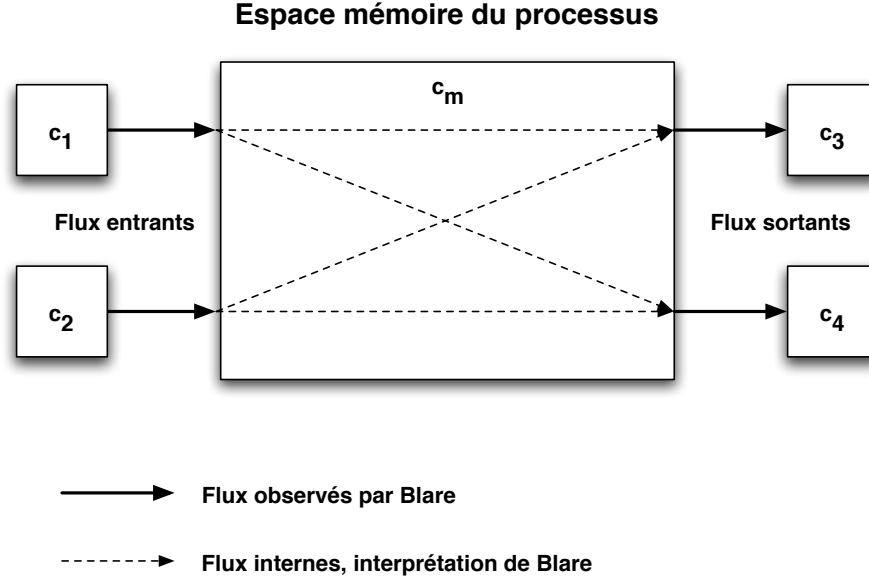 Espace mémoire du processus
c1
cm
c3
Flux entrants
Flux sortants
c2
c4
Flux observés par Blare
Flux internes, interprétation de Blare